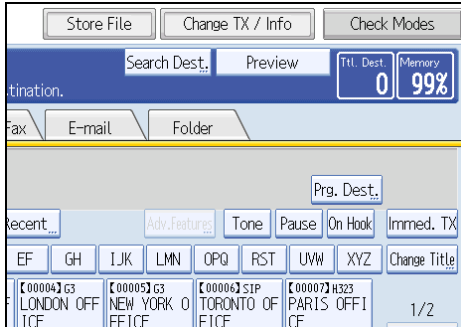 Store File Change TX / Info Check Modes
Search Dest. Preview Ttl. Dest. Memory
tination. 0 99%
Fax E-mail Folder
Prg. Dest.
Recent Adv.Features Tone Pause On Hook Immed. TX
EF GH IJK LMN OPQ RST UVW XYZ Change Title
【00004】G3 【00005】G3 【00006】SIP 【00007】H323
LONDON OFF NEW YORK O TORONTO OF PARIS OFFI 1/2
ICE FFICE FICE CE